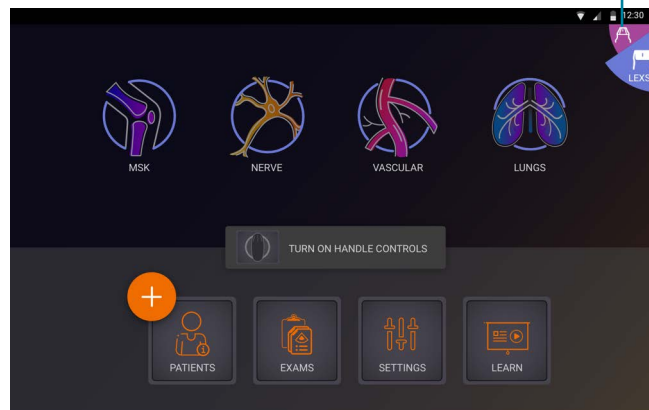 12:30
LEXS
MSK
NERVE
VASCULAR
LUNGS
TURN ON HANDLE CONTROLS
PATIENTS
EXAMS
SETTINGS
LEARN